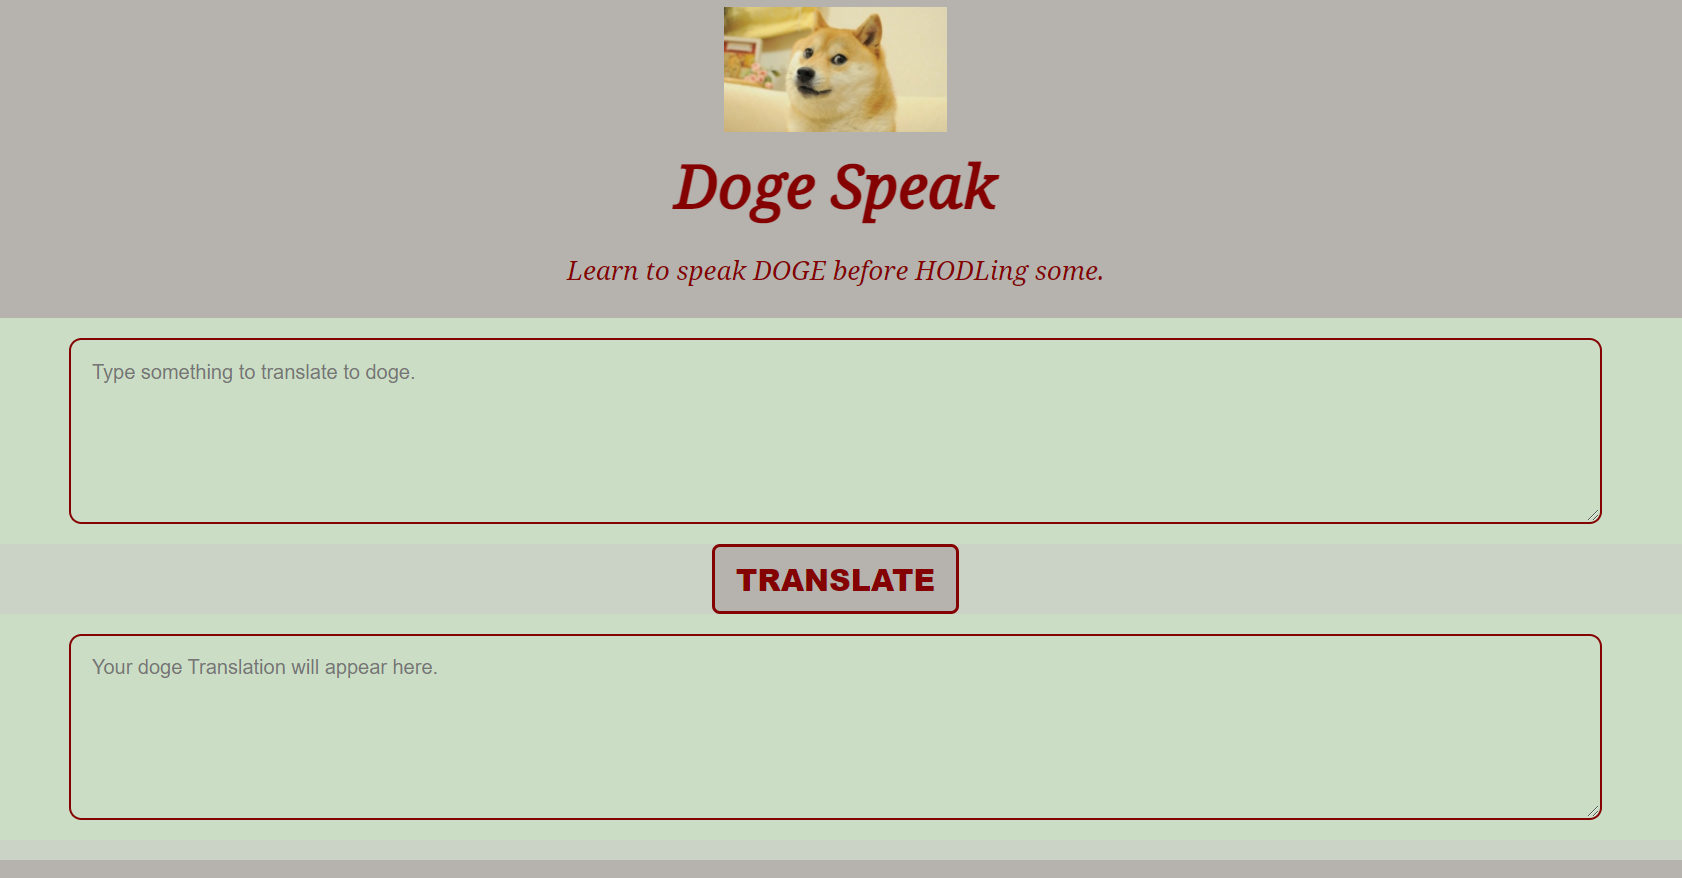 Doge Speak
Learn to speak DOGE before HODLing some.
Type something to translate to doge.
TRANSLATE
Your doge Translation will appear here.